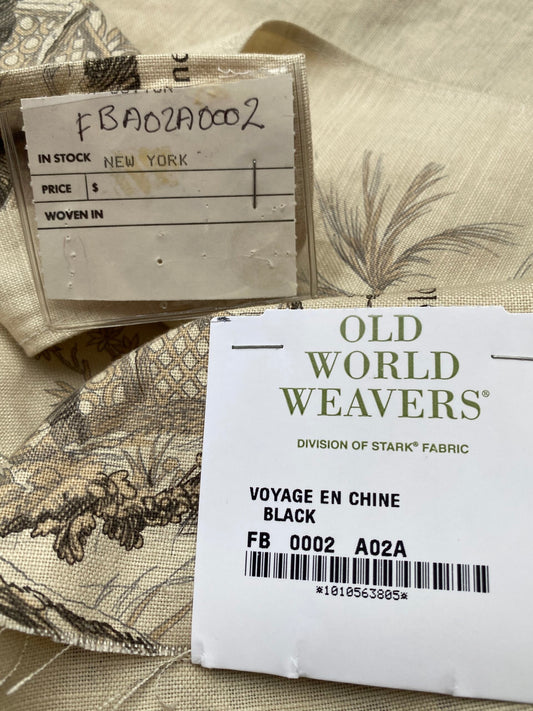 FBA02A0002
IN STOCK NEW YORK
PRICE $
WOVEN IN
OLD
WORLD
WEAVERS®
DIVISION OF STARK® FABRIC
VOYAGE EN CHINE
BLACK
FB 0002 A02A
*1010563805*